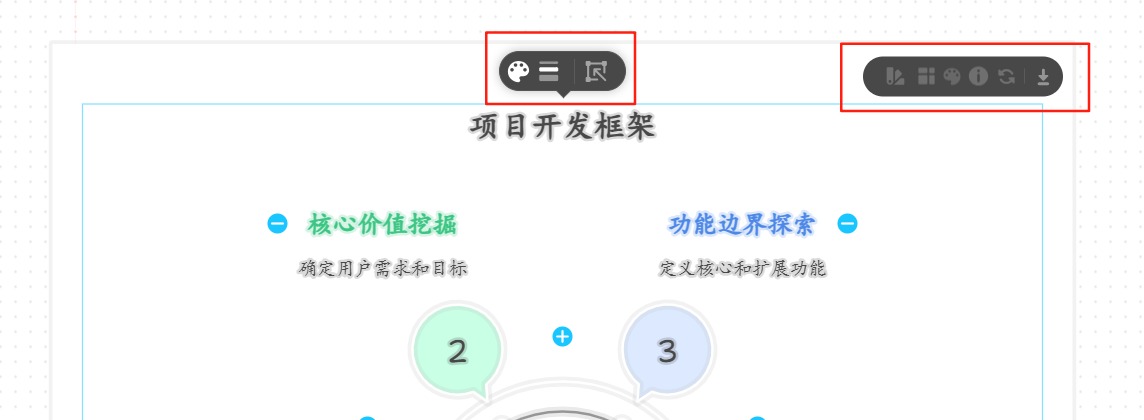 项目开发框架
核心价值挖掘
功能边界探索
确定用户需求和目标
定义核心和扩展功能
2
3